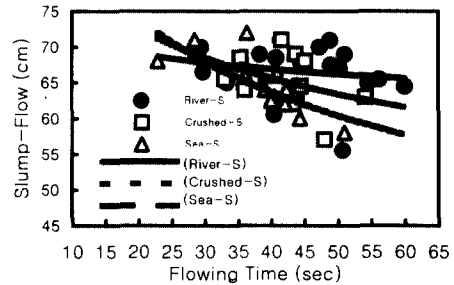 75
70
65
60
55
50
45
Slump-Flow (cm)
River-S
Crushed-S
Sea-S
(River-S)
(Crushed-S)
(Sea-S)
10 15 20 25 30 35 40 45 50 55 60 65
Flowing Time (sec)